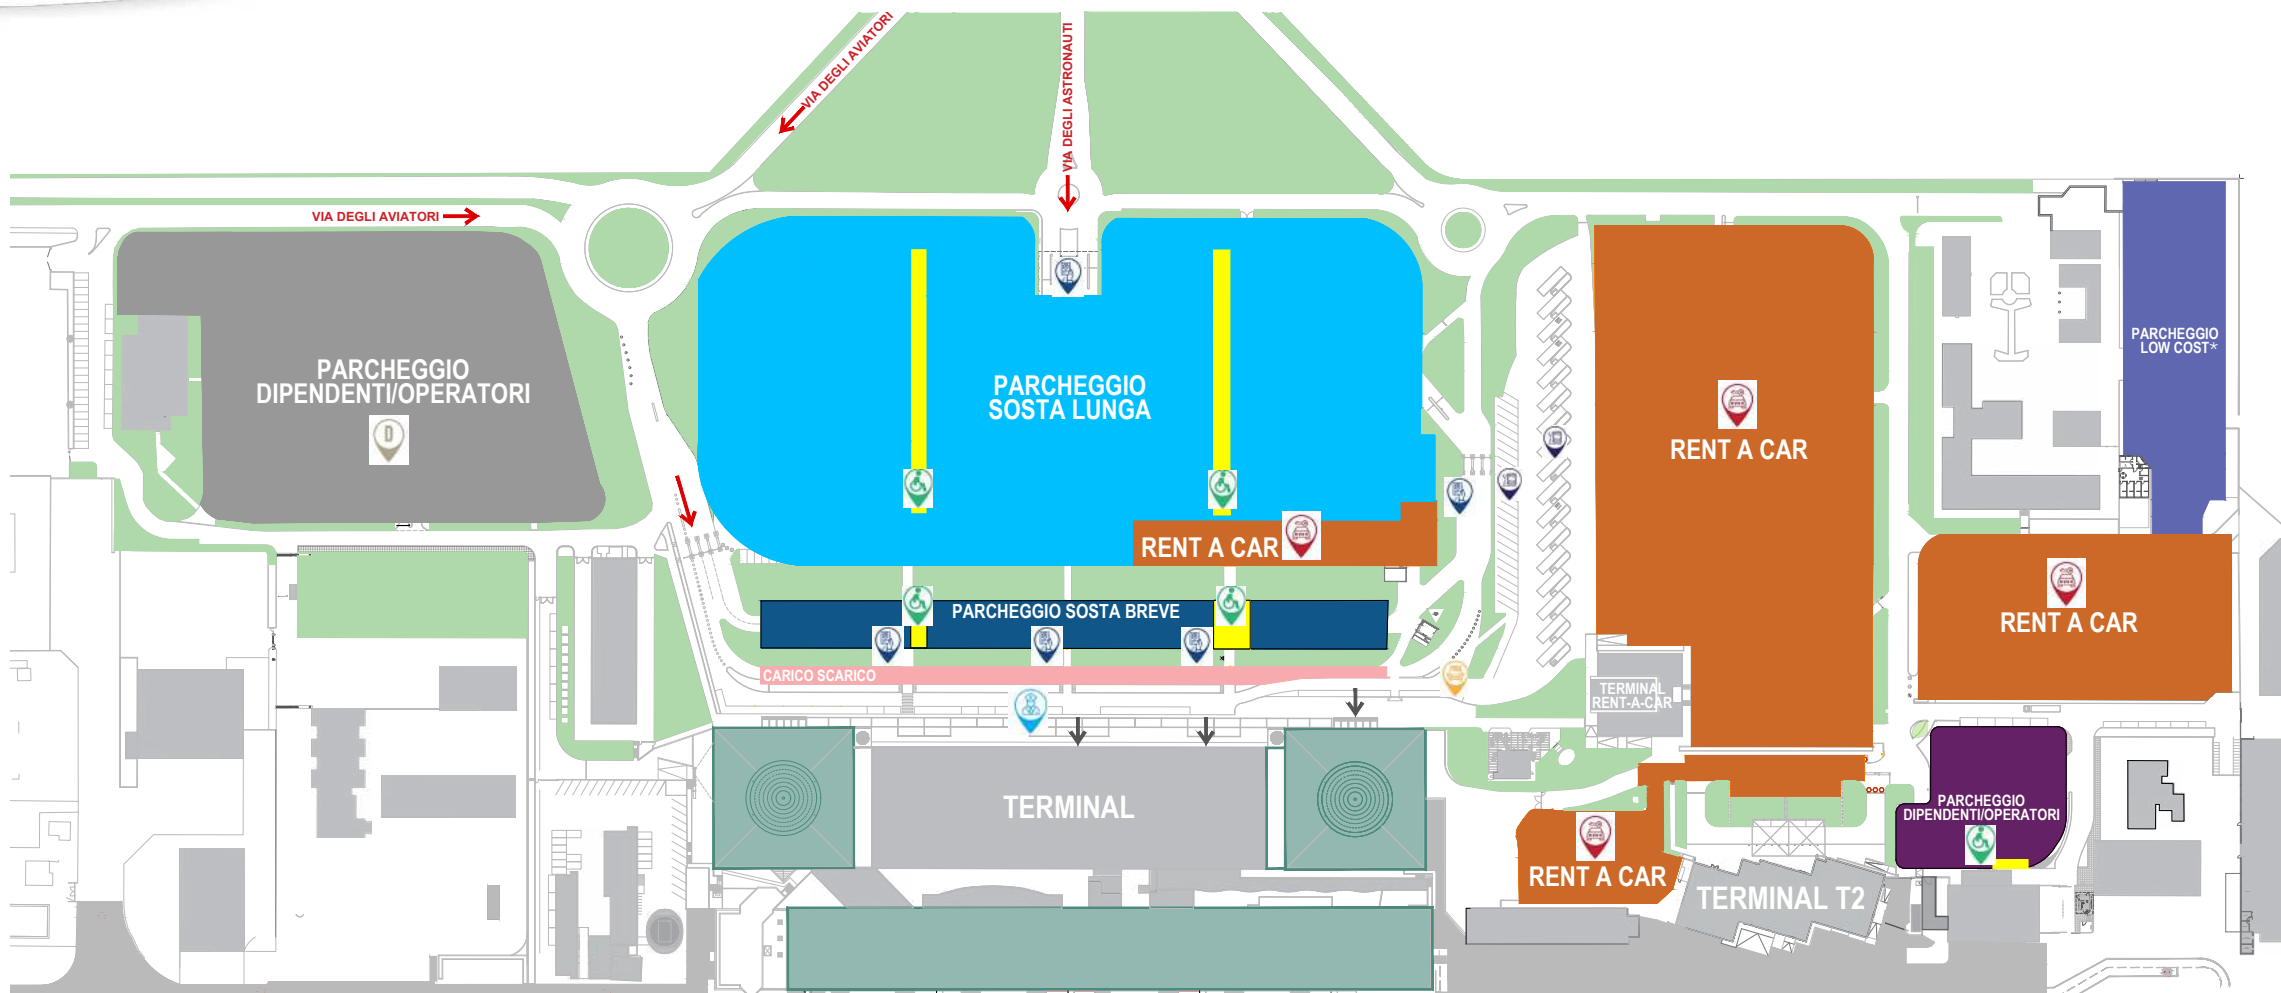 VIA DEGLI AVIATORI
VIA DEGLI ASTRONAUTI
VIA DEGLI AVIATORI
PARCHEGGIO
DIPENDENTI/OPERATORI
D
PARCHEGGIO
SOSTA LUNGA
RENT A CAR
PARCHEGGIO
LOW COST*
RENT A CAR
RENT A CAR
PARCHEGGIO SOSTA BREVE
CARICO SCARICO
TERMINAL
RENT-A-CAR
TERMINAL
RENT A CAR
PARCHEGGIO
DIPENDENTI/OPERATORI
TERMINAL T2